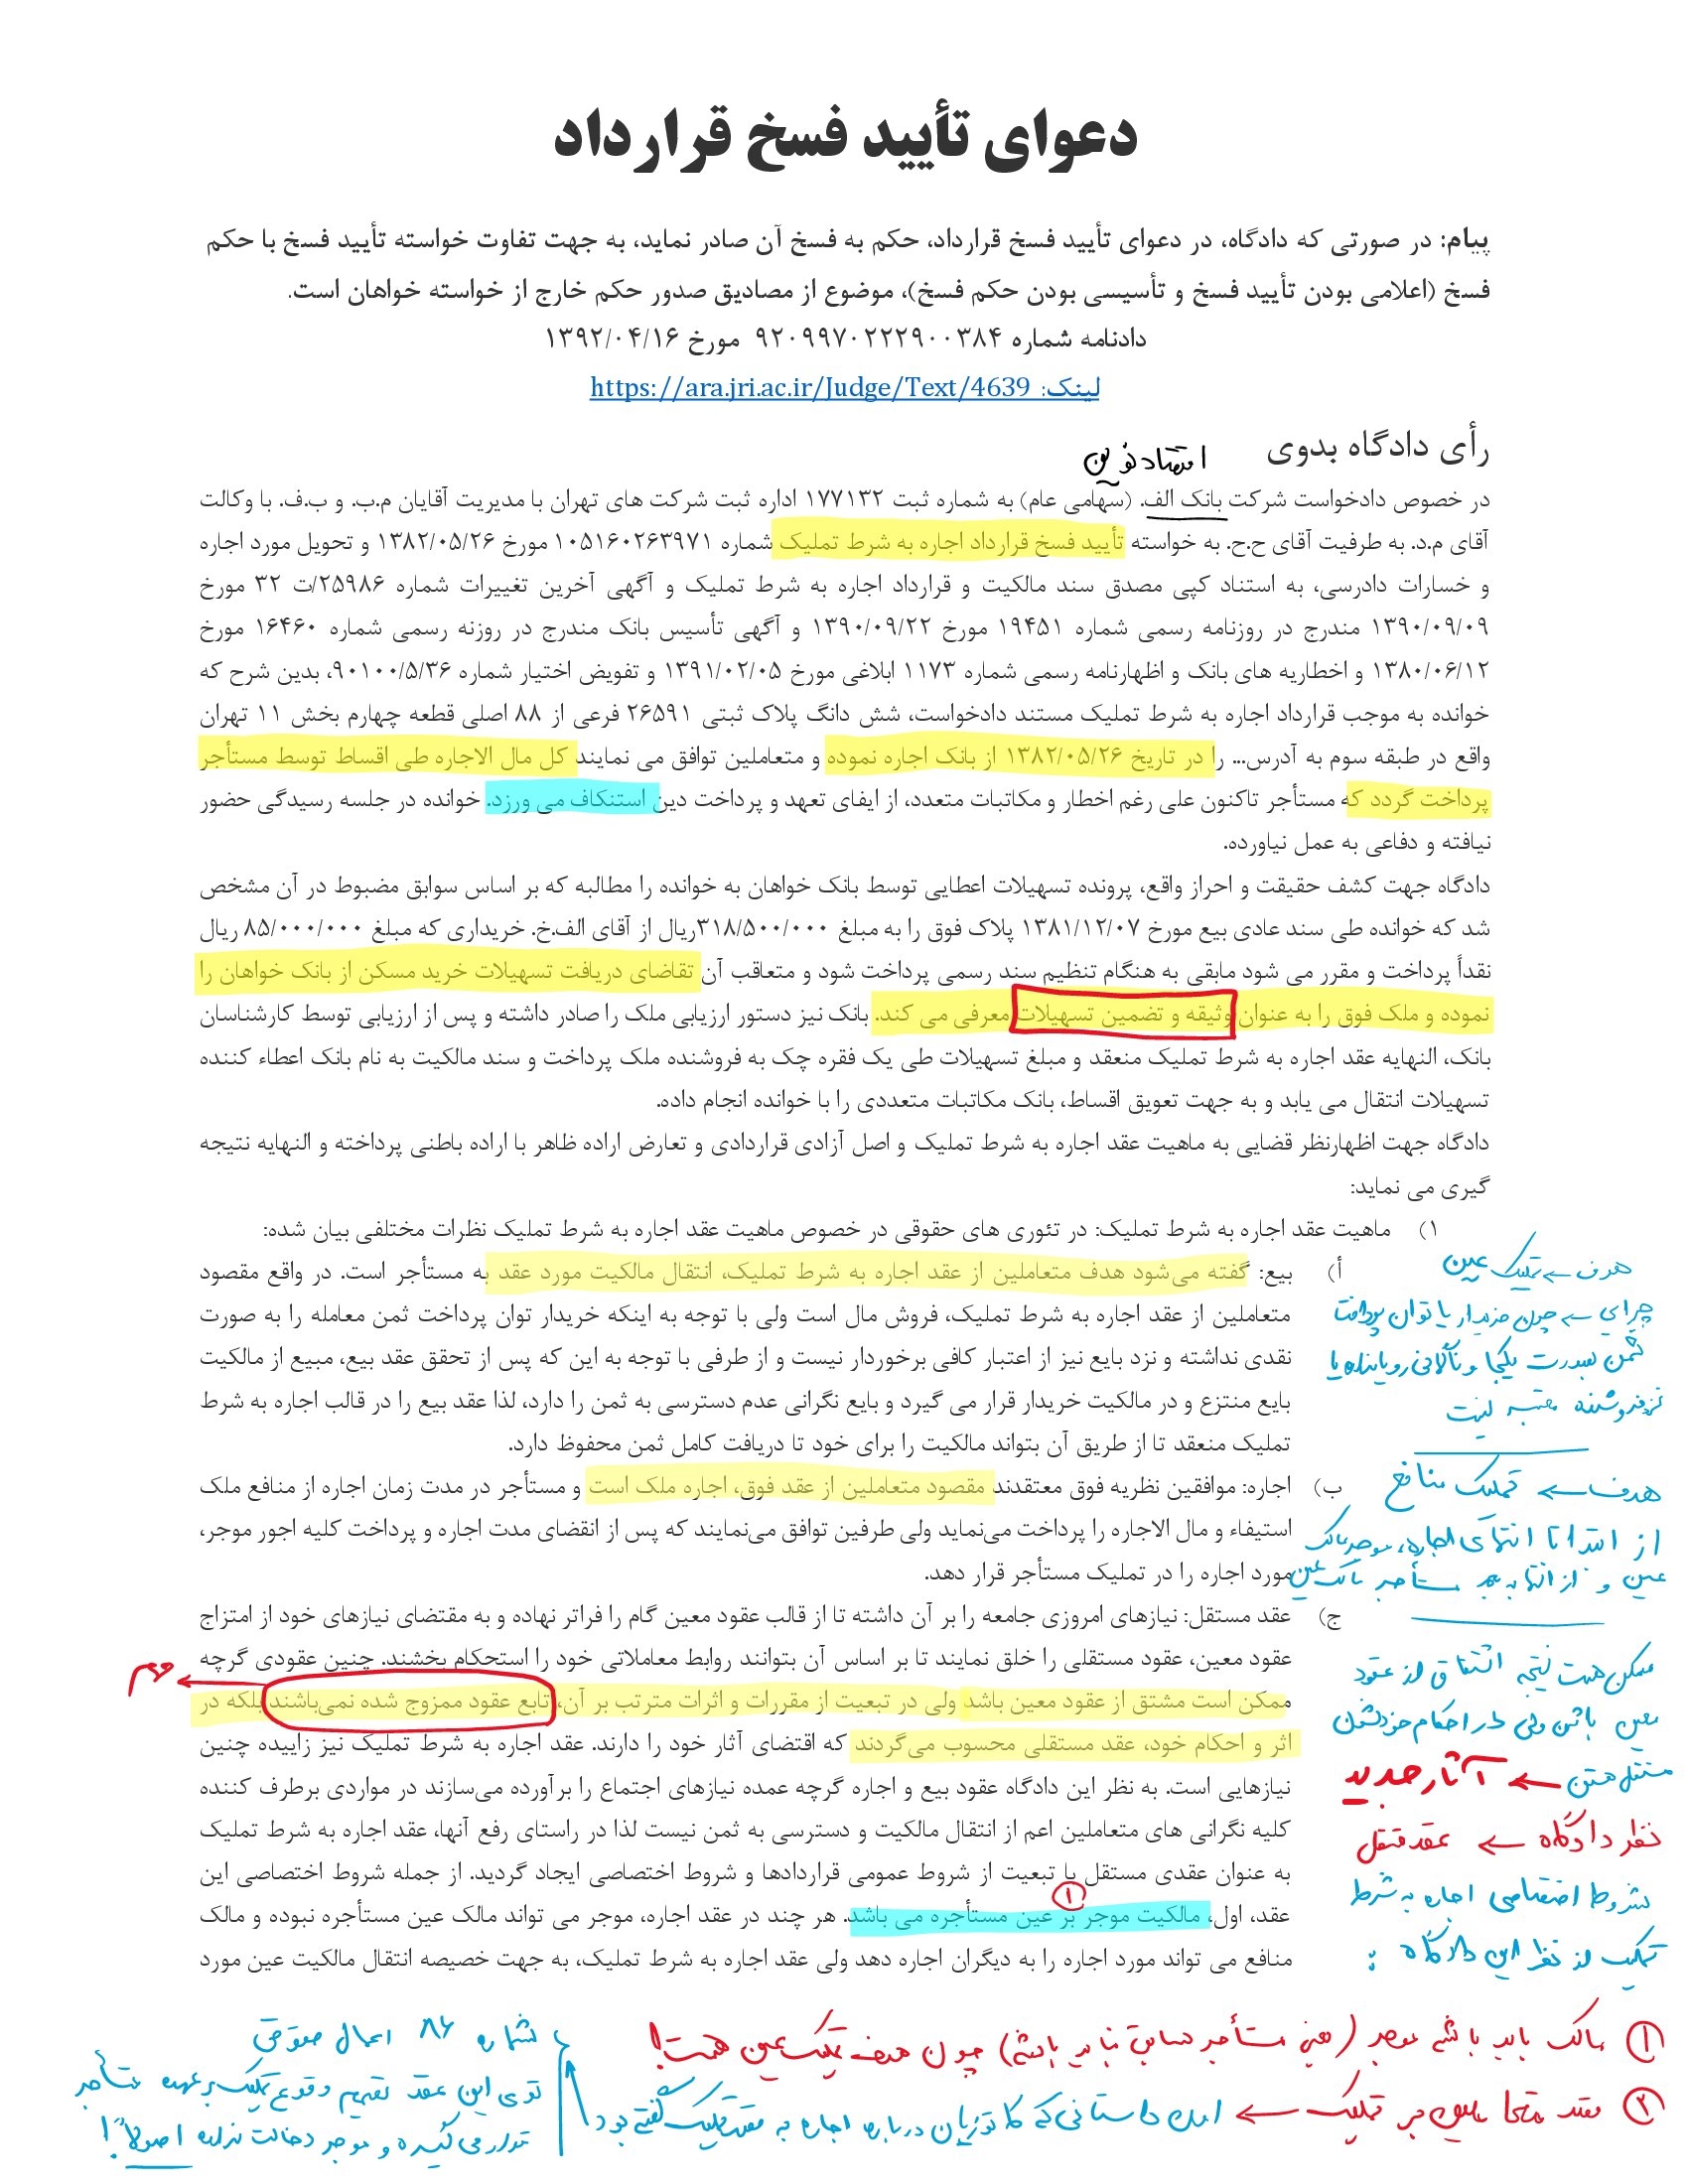 دعوای تأیید فسخ قرارداد
پیام: در صورتی که دادگاه، در دعوای تأیید فسخ قرارداد، حکم به فسخ آن صادر نماید، به جهت تفاوت خواسته تأیید فسخ با حکم
فسخ (اعلامی بودن تأیید فسخ و تأسیسی بودن حکم فسخ)، موضوع از مصادیق صدور حکم خارج از خواسته خواهان است.
دادنامه شماره ۹۲۰۹۹۷۰۲۲۲۹۰۰۳۸۴ مورخ ۱۳۹۲/۰۴/۱۶
لینک: https://ara.jri.ac.ir/Judge/Text/4639
رأی دادگاه بدوی
اقتصاد نوین
در خصوص دادخواست شرکت بانک الف. (سهامی عام) به شماره ثبت ۱۷۷۱۳۲ اداره ثبت شرکت های تهران با مدیریت آقایان م.ب. و ب.ف. با وکالت
آقای م.د. به طرفیت آقای ح.ح. به خواسته تأیید فسخ قرارداد اجاره به شرط تملیک شماره ۱۰۵۱۶۰۲۶۳۹۷۱ مورخ ۱۳۸۲/۰۵/۲۶ و تحویل مورد اجاره
و خسارات دادرسی، به استناد کپی مصدق سند مالکیت و قرارداد اجاره به شرط تملیک و آگهی آخرین تغییرات شماره ۲۵۹۸۶/ت ۳۲ مورخ
۱۳۹۰/۰۹/۰۹ مندرج در روزنامه رسمی شماره ۱۹۴۵۱ مورخ ۱۳۹۰/۰۹/۲۲ و آگهی تأسیس بانک مندرج در روزنه رسمی شماره ۱۶۴۶۰ مورخ
۱۳۸۰/۰۶/۱۲ و اخطاریه های بانک و اظهارنامه رسمی شماره ۱۱۷۳ ابلاغی مورخ ۱۳۹۱/۰۲/۰۵ و تفویض اختیار شماره ۹۰۱۰۰/۵/۳۶، بدین شرح که
خوانده به موجب قرارداد اجاره به شرط تملیک مستند دادخواست، شش دانگ پلاک ثبتی ۲۶۵۹۱ فرعی از ۸۸ اصلی قطعه چهارم بخش ۱۱ تهران
واقع در طبقه سوم به آدرس... را در تاریخ ۱۳۸۲/۰۵/۲۶ از بانک اجاره نموده و متعاملین توافق می نمایند کل مال الاجاره طی اقساط توسط مستأجر
پرداخت گردد که مستأجر تاکنون علی رغم اخطار و مکاتبات متعدد، از ایفای تعهد و پرداخت دین استنکاف می ورزد. خوانده در جلسه رسیدگی حضور
نیافته و دفاعی به عمل نیاورده.
دادگاه جهت کشف حقیقت و احراز واقع، پرونده تسهیلات اعطایی توسط بانک خواهان به خوانده را مطالبه که بر اساس سوابق مضبوط در آن مشخص
شد که خوانده طی سند عادی بیع مورخ ۱۳۸۱/۱۲/۰۷ پلاک فوق را به مبلغ ۳۱۸/۵۰۰/۰۰۰ریال از آقای الف.خ. خریداری که مبلغ ۸۵/۰۰۰/۰۰۰ ریال
نقداً پرداخت و مقرر می شود مابقی به هنگام تنظیم سند رسمی پرداخت شود و متعاقب آن تقاضای دریافت تسهیلات خرید مسکن از بانک خواهان را
نموده و ملک فوق را به عنوان وثیقه و تضمین تسهیلات معرفی می کند. بانک نیز دستور ارزیابی ملک را صادر داشته و پس از ارزیابی توسط کارشناسان
بانک، النهایه عقد اجاره به شرط تملیک منعقد و مبلغ تسهیلات طی یک فقره چک به فروشنده ملک پرداخت و سند مالکیت به نام بانک اعطاء کننده
تسهیلات انتقال می یابد و به جهت تعویق اقساط، بانک مکاتبات متعددی را با خوانده انجام داده.
دادگاه جهت اظهارنظر قضایی به ماهیت عقد اجاره به شرط تملیک و اصل آزادی قراردادی و تعارض اراده ظاهر با اراده باطنی پرداخته و النهایه نتیجه
گیری می نماید:
۱) ماهیت عقد اجاره به شرط تملیک: در تئوری های حقوقی در خصوص ماهیت عقد اجاره به شرط تملیک نظرات مختلفی بیان شده:
أ) بیع: گفته می‌شود هدف متعاملین از عقد اجاره به شرط تملیک، انتقال مالکیت مورد عقد به مستأجر است. در واقع مقصود
متعاملین از عقد اجاره به شرط تملیک، فروش مال است ولی با توجه به اینکه خریدار توان پرداخت ثمن معامله را به صورت
نقدی نداشته و نزد بایع نیز از اعتبار کافی برخوردار نیست و از طرفی با توجه به این که پس از تحقق عقد بیع، مبیع از مالکیت
بایع منتزع و در مالکیت خریدار قرار می گیرد و بایع نگرانی عدم دسترسی به ثمن را دارد، لذا عقد بیع را در قالب اجاره به شرط
تملیک منعقد تا از طریق آن بتواند مالکیت را برای خود تا دریافت کامل ثمن محفوظ دارد.
ب) اجاره: موافقین نظریه فوق معتقدند مقصود متعاملین از عقد فوق، اجاره ملک است و مستأجر در مدت زمان اجاره از منافع ملک
استیفاء و مال الاجاره را پرداخت می‌نماید ولی طرفین توافق می‌نمایند که پس از انقضای مدت اجاره و پرداخت کلیه اجور موجر،
مورد اجاره را در تملیک مستأجر قرار دهد.
ج) عقد مستقل: نیازهای امروزی جامعه را بر آن داشته تا از قالب عقود معین گام را فراتر نهاده و به مقتضای نیازهای خود از امتزاج
عقود معین، عقود مستقلی را خلق نمایند تا بر اساس آن بتوانند روابط معاملاتی خود را استحکام بخشند. چنین عقودی گرچه
ممکن است مشتق از عقود معین باشد ولی در تبعیت از مقررات و اثرات مترتب بر آن، تابع عقود ممزوج شده نمی‌باشند بلکه در
اثر و احکام خود، عقد مستقلی محسوب می‌گردند که اقتضای آثار خود را دارند. عقد اجاره به شرط تملیک نیز زاییده چنین
نیازهایی است. به نظر این دادگاه عقود بیع و اجاره گرچه عمده نیازهای اجتماع را برآورده می‌سازند در مواردی برطرف کننده
کلیه نگرانی های متعاملین اعم از انتقال مالکیت و دسترسی به ثمن نیست لذا در راستای رفع آنها، عقد اجاره به شرط تملیک
به عنوان عقدی مستقل با تبعیت از شروط عمومی قراردادها و شروط اختصاصی ایجاد گردید. از جمله شروط اختصاصی این
عقد، اول، مالکیت موجر بر عین مستأجره می باشد. هر چند در عقد اجاره، موجر می تواند مالک عین مستأجره نبوده و مالک
منافع می تواند مورد اجاره را به دیگران اجاره دهد ولی عقد اجاره به شرط تملیک، به جهت خصیصه انتقال مالکیت عین مورد
هدف ← تملیک عین
چرای ← چون خریدار یا توان پرداخت
ثمن بصورت یکجا و نقدی رو یا نداره یا
نزد فروشنده معتبر نیست
هدف ← تملیک منافع
از ابتدا تا انتهای اجاره، موجر مالک
عین و از انتها به بعد مستأجر مالک عین
مهم
ممکن هست نتیجه اشتقاق از عقود
معین باشن ولی در احکام خودشون
مستقل هستن ← آثار جدید
نظر دادگاه ← عقد مستقل
شروط اختصاصی اجاره به شرط
تملیک از نظر این دادگاه :
①
① مالک باید باشه موجر (یعنی مستأجر سابق نباید باشه) چون هدف تملیک عین هست!
② عقد متعلق بر تملیک ← اصل داستانی که کاتوزیان درباره اجاره به عقد تملیک گفته بود
شماره ۸۶ اعمال حقوقی
توی این عقد تقدیم وقوع تملیک بر عهده مستأجر
قرار می گیره و موجر دخالت نداره اصولاً!